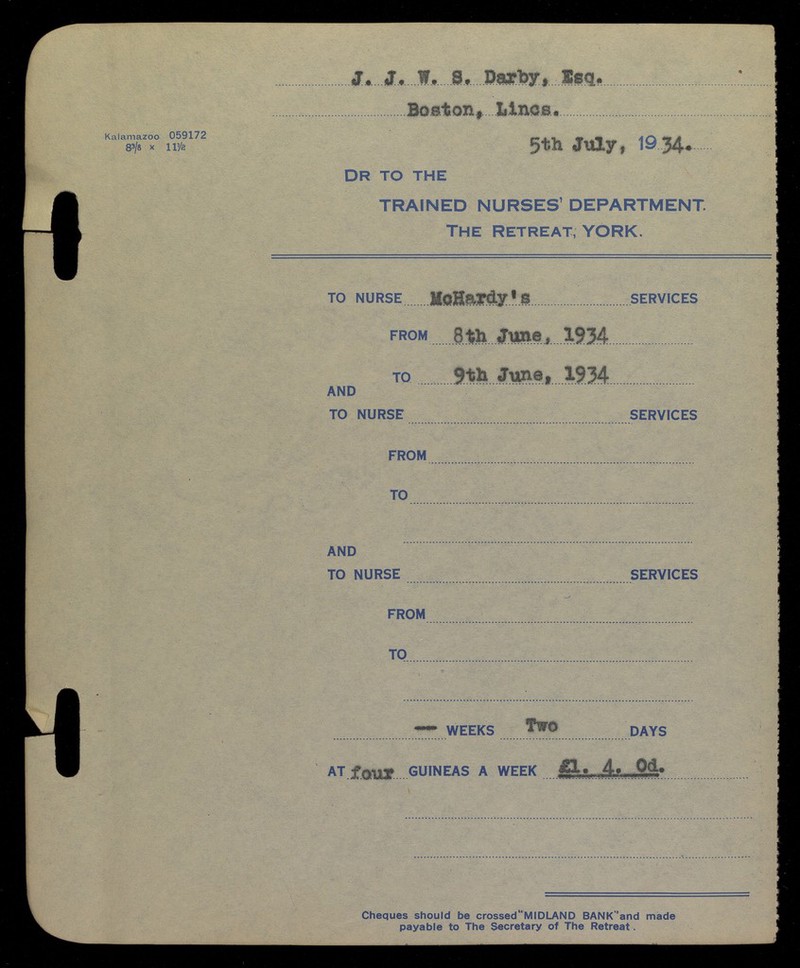 J. J. W. S. Darby, Esq.
Boston, Lincs.
Kalamazoo 059172
8⅜ x 11½
5th July, 1934.
DR TO THE
TRAINED NURSES' DEPARTMENT.
THE RETREAT, YORK.
TO NURSE McHardy's SERVICES
FROM 8th June, 1934
TO 9th June, 1934
AND
TO NURSE SERVICES
FROM
TO
AND
TO NURSE SERVICES
FROM
TO
— WEEKS Two DAYS
AT four GUINEAS A WEEK £1. 4. 0d.
Cheques should be crossed "MIDLAND BANK" and made
payable to The Secretary of The Retreat.